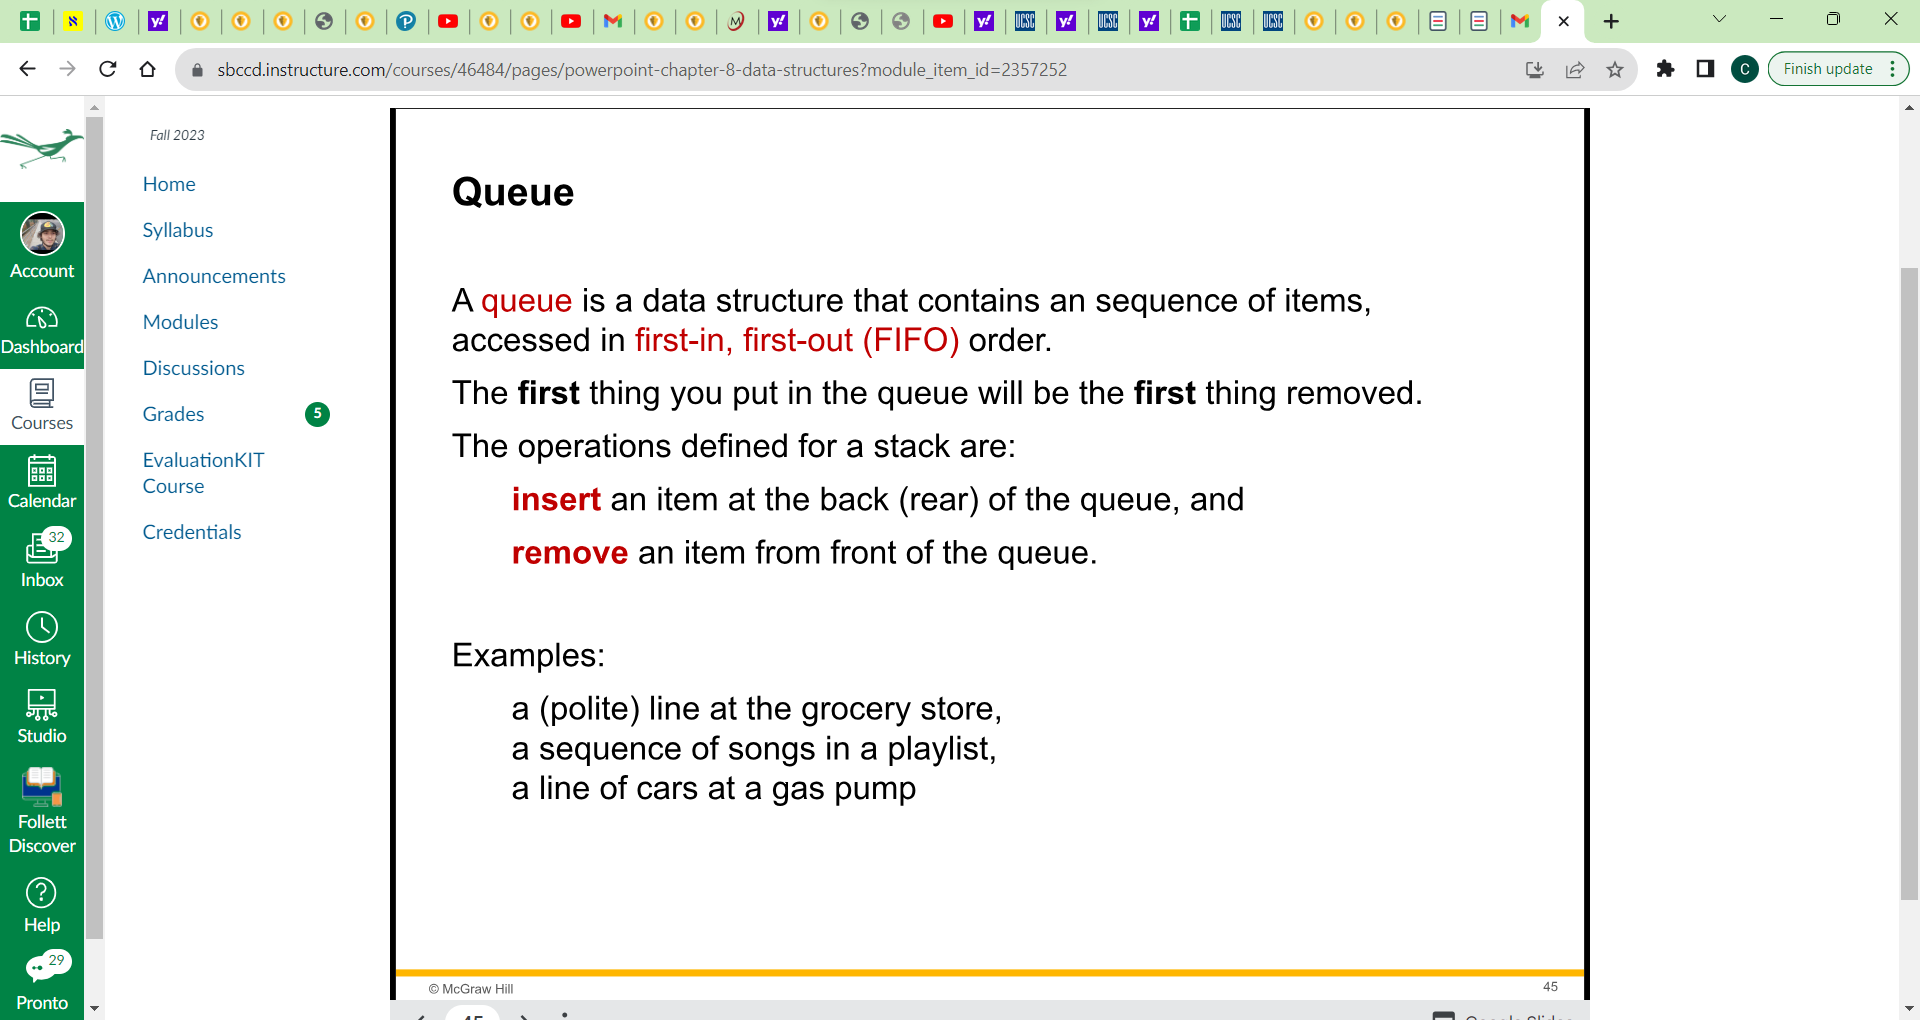 sbccd.instructure.com/courses/46484/pages/powerpoint-chapter-8-data-structures?module_item_id=2357252
C
Finish update
Fall 2023
Home
Syllabus
Announcements
Modules
Discussions
Grades
5
EvaluationKIT
Course
Credentials
Account
Dashboard
Courses
Calendar
32
Inbox
History
Studio
Follett
Discover
Help
29
Pronto
Queue
A queue is a data structure that contains an sequence of items,
accessed in first-in, first-out (FIFO) order.
The first thing you put in the queue will be the first thing removed.
The operations defined for a stack are:
insert an item at the back (rear) of the queue, and
remove an item from front of the queue.
Examples:
a (polite) line at the grocery store,
a sequence of songs in a playlist,
a line of cars at a gas pump
© McGraw Hill
45